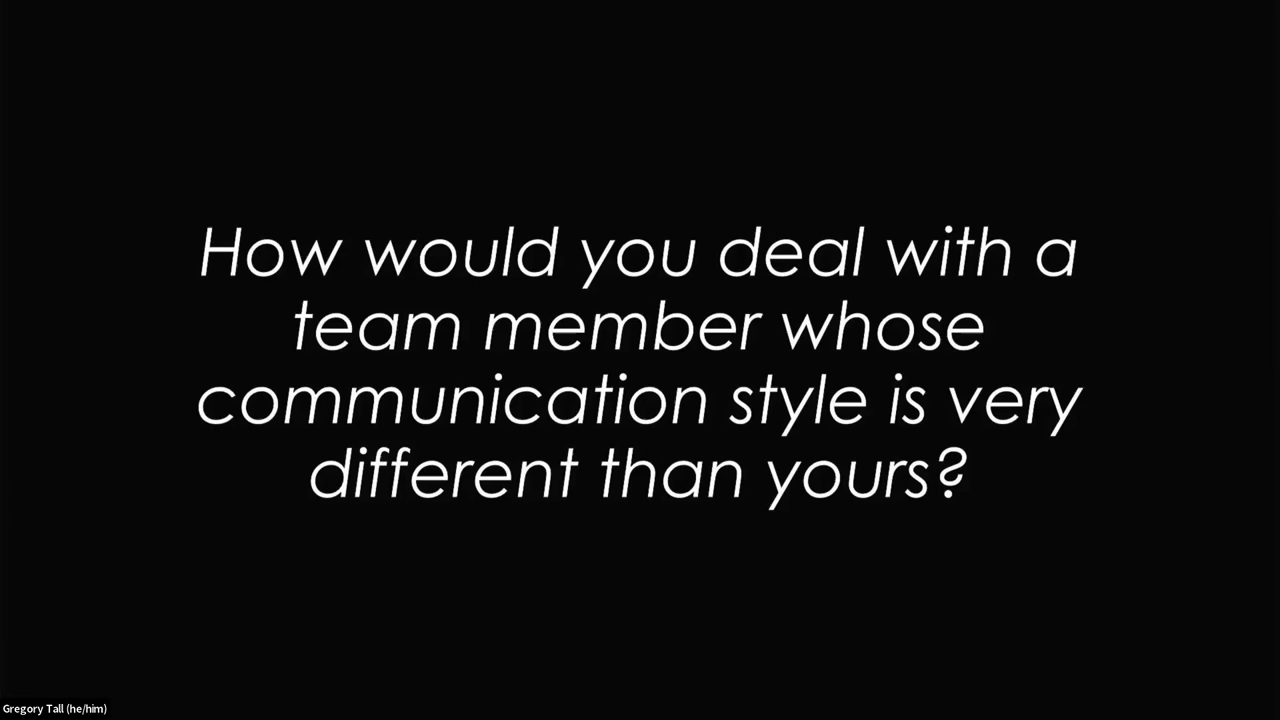 How would you deal with a
team member whose
communication style is very
different than yours?
Gregory Tall (he/him)